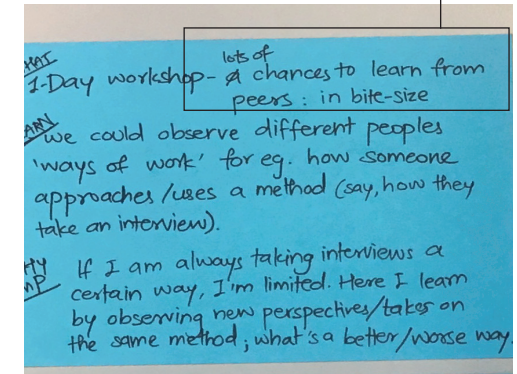 lots of
1-Day workshop- chances to learn from
peers: in bite-size
We could observe different peoples
'ways of work' for eg. how someone
approaches/uses a method (say, how they
take an interview).
If I am always taking interviews a
certain way, I'm limited. Here I learn
by observing new perspectives/takes on
the same method; what's a better/worse way.